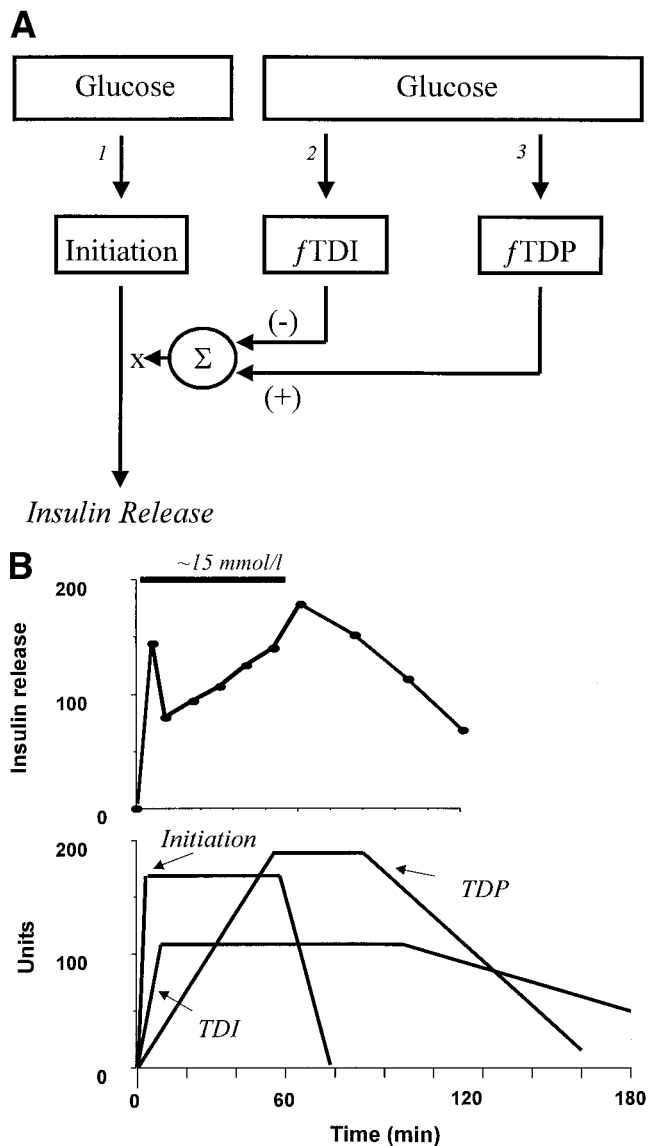 A
Glucose Glucose
1 2 3
Initiation fTDI fTDP
(-)
x Σ
(+)
Insulin Release
B
~15 mmol/l
200
100
0
Insulin release
200
100
0
Units
Initiation
TDP
TDI
0 60 120 180
Time (min)